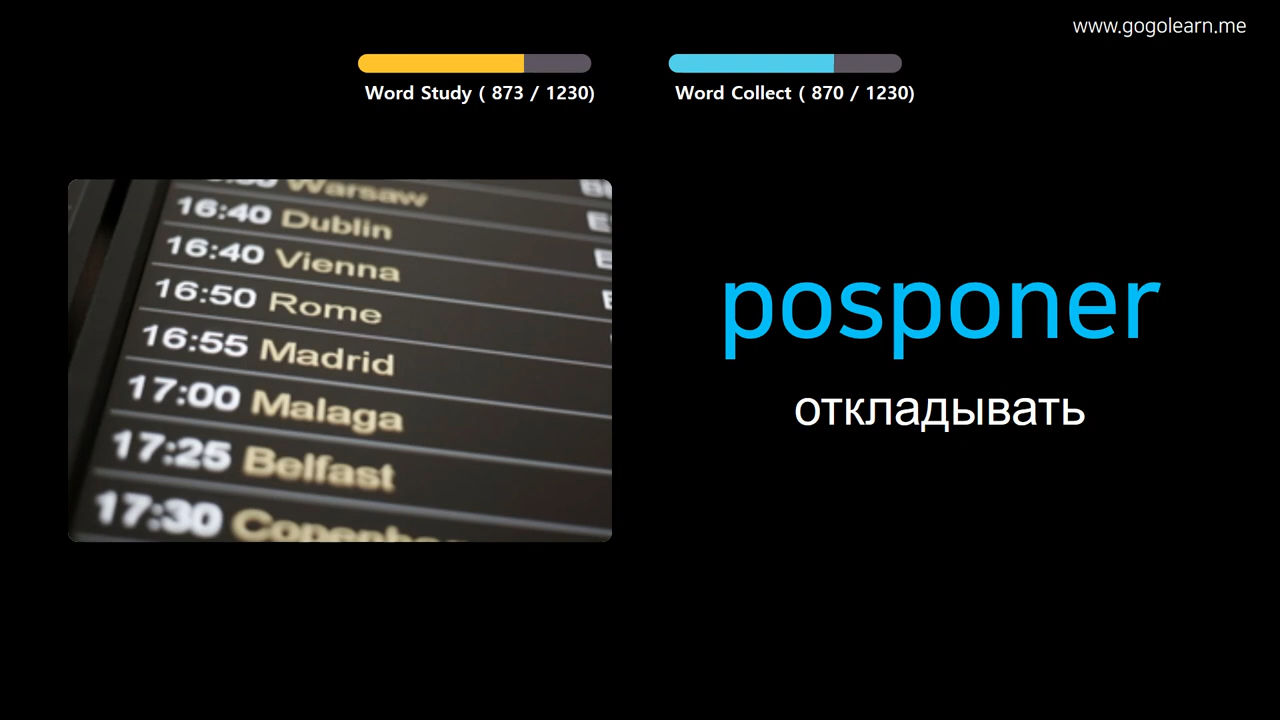 www.gogolearn.me
Word Study ( 873 / 1230)
Word Collect ( 870 / 1230)
Warsaw
16:40 Dublin
16:40 Vienna
16:50 Rome
16:55 Madrid
17:00 Malaga
17:25 Belfast
17:30
posponer
откладывать